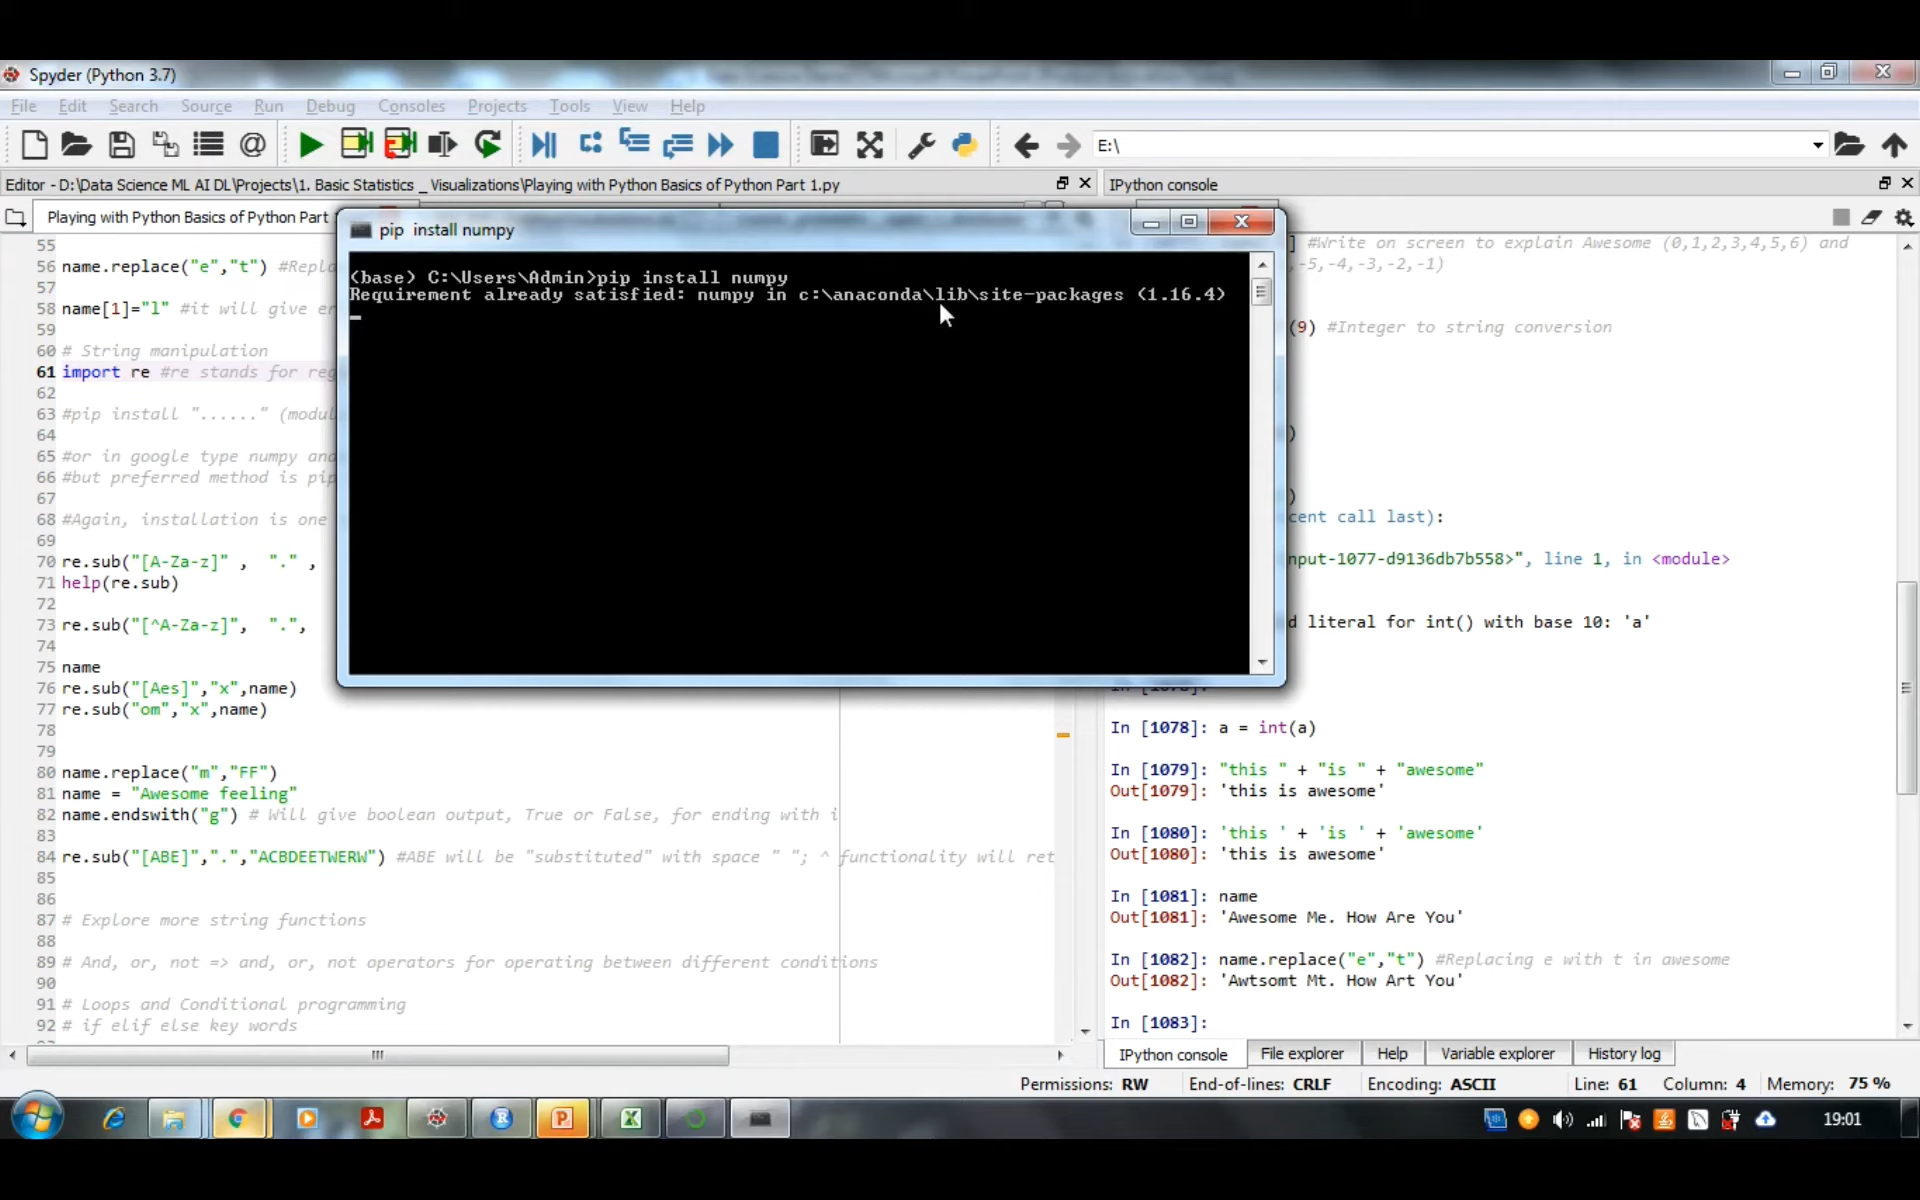 Spyder (Python 3.7)
File Edit Search Source Run Debug Consoles Projects Tools View Help
E:\
Editor - D:\Data Science ML AI DL\Projects\1. Basic Statistics _ Visualizations\Playing with Python Basics of Python Part 1.py
IPython console
Playing with Python Basics of Python Part
pip install numpy
(base) C:\Users\Admin>pip install numpy
Requirement already satisfied: numpy in c:\anaconda\lib\site-packages (1.16.4)
55
56 name.replace("e","t") #Repla
57
58 name[1]="l" #it will give er
59
60 # String manipulation
61 import re #re stands for reg
62
63 #pip install "......" (modul
64
65 #or in google type numpy and
66 #but preferred method is pip
67
68 #Again, installation is one
69
70 re.sub("[A-Za-z]" , "." ,
71 help(re.sub)
72
73 re.sub("[^A-Za-z]", ".",
74
75 name
76 re.sub("[Aes]","x",name)
77 re.sub("om","x",name)
78
79
80 name.replace("m","FF")
81 name = "Awesome feeling"
82 name.endswith("g") # Will give boolean output, True or False, for ending with i
83
84 re.sub("[ABE]",".","ACBDEETWERW") #ABE will be "substituted" with space " "; ^ functionality will ret
85
86
87 # Explore more string functions
88
89 # And, or, not => and, or, not operators for operating between different conditions
90
91 # Loops and Conditional programming
92 # if elif else key words
] #Write on screen to explain Awesome (0,1,2,3,4,5,6) and
-5,-4,-3,-2,-1)
(9) #Integer to string conversion
)
)
cent call last):
nput-1077-d9136db7b558>", line 1, in <module>
d literal for int() with base 10: 'a'
In [1078]:
In [1078]: a = int(a)
In [1079]: "this " + "is " + "awesome"
Out[1079]: 'this is awesome'
In [1080]: 'this ' + 'is ' + 'awesome'
Out[1080]: 'this is awesome'
In [1081]: name
Out[1081]: 'Awesome Me. How Are You'
In [1082]: name.replace("e","t") #Replacing e with t in awesome
Out[1082]: 'Awtsomt Mt. How Art You'
In [1083]:
IPython console File explorer Help Variable explorer History log
Permissions: RW End-of-lines: CRLF Encoding: ASCII Line: 61 Column: 4 Memory: 75 %
19:01